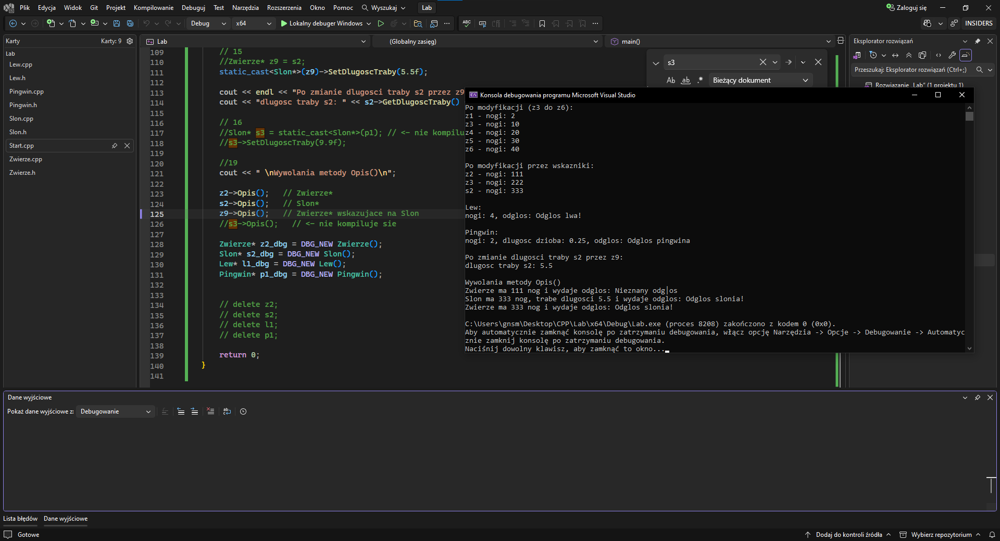 Plik Edycja Widok Git Projekt Kompilowanie Debuguj Test Narzędzia Rozszerzenia Okno Pomoc Wyszukaj Lab Zaloguj się
Debug x64 Lokalny debuger Windows INSIDERS
Karty Karty: 9
Lab
Lew.cpp
Lew.h
Pingwin.cpp
Pingwin.h
Slon.cpp
Slon.h
Start.cpp
Zwierze.cpp
Zwierze.h
Lab (Globalny zasięg) main()
109 // 15
110 //Zwierze* z9 = s2;
111 static_cast<Slon*>(z9)->SetDlugoscTraby(5.5f);
112
113 cout << endl << "Po zmianie dlugosci traby s2 przez z9
114 cout << "dlugosc traby s2: " << s2->GetDlugoscTraby()
115
116 // 16
117 //Slon* s3 = static_cast<Slon*>(p1); // <- nie kompilu
118 //s3->SetDlugoscTraby(9.9f);
119
120 //19
121 cout << " \nWywolania metody Opis()\n";
122
123 z2->Opis(); // Zwierze*
124 s2->Opis(); // Slon*
125 z9->Opis(); // Zwierze* wskazujace na Slon
126 //s3->Opis(); // <- nie kompiluje sie
127
128 Zwierze* z2_dbg = DBG_NEW Zwierze();
129 Slon* s2_dbg = DBG_NEW Slon();
130 Lew* l1_dbg = DBG_NEW Lew();
131 Pingwin* p1_dbg = DBG_NEW Pingwin();
132
133
134 // delete z2;
135 // delete s2;
136 // delete l1;
137 // delete p1;
138
139 return 0;
140 }
141
s3
Bieżący dokument
Eksplorator rozwiązań
Przeszukaj: Eksplorator rozwiązań (Ctrl+;)
Rozwiązanie „Lab” (1 projektu 1)
Konsola debugowania programu Microsoft Visual Studio
Po modyfikacji (z3 do z6):
z1 - nogi: 2
z3 - nogi: 10
z4 - nogi: 20
z5 - nogi: 30
z6 - nogi: 40
Po modyfikacji przez wskazniki:
z2 - nogi: 111
z3 - nogi: 222
s2 - nogi: 333
Lew:
nogi: 4, odglos: Odglos lwa!
Pingwin:
nogi: 2, dlugosc dzioba: 0.25, odglos: Odglos pingwina
Po zmianie dlugosci traby s2 przez z9:
dlugosc traby s2: 5.5
Wywolania metody Opis()
Zwierze ma 111 nog i wydaje odglos: Nieznany odglos
Slon ma 333 nog, trabe dlugosci 5.5 i wydaje odglos: Odglos slonia!
Zwierze ma 333 nog i wydaje odglos: Odglos slonia!
C:\Users\gnsm\Desktop\CPP\Lab\x64\Debug\Lab.exe (proces 8208) zakończono z kodem 0 (0x0).
Aby automatycznie zamknąć konsolę po zatrzymaniu debugowania, włącz opcję Narzędzia -> Opcje -> Debugowanie -> Automatyc
znie zamknij konsolę po zatrzymaniu debugowania.
Naciśnij dowolny klawisz, aby zamknąć to okno...
Dane wyjściowe
Pokaż dane wyjściowe z: Debugowanie
Lista błędów Dane wyjściowe
Gotowe Dodaj do kontroli źródła Wybierz repozytorium